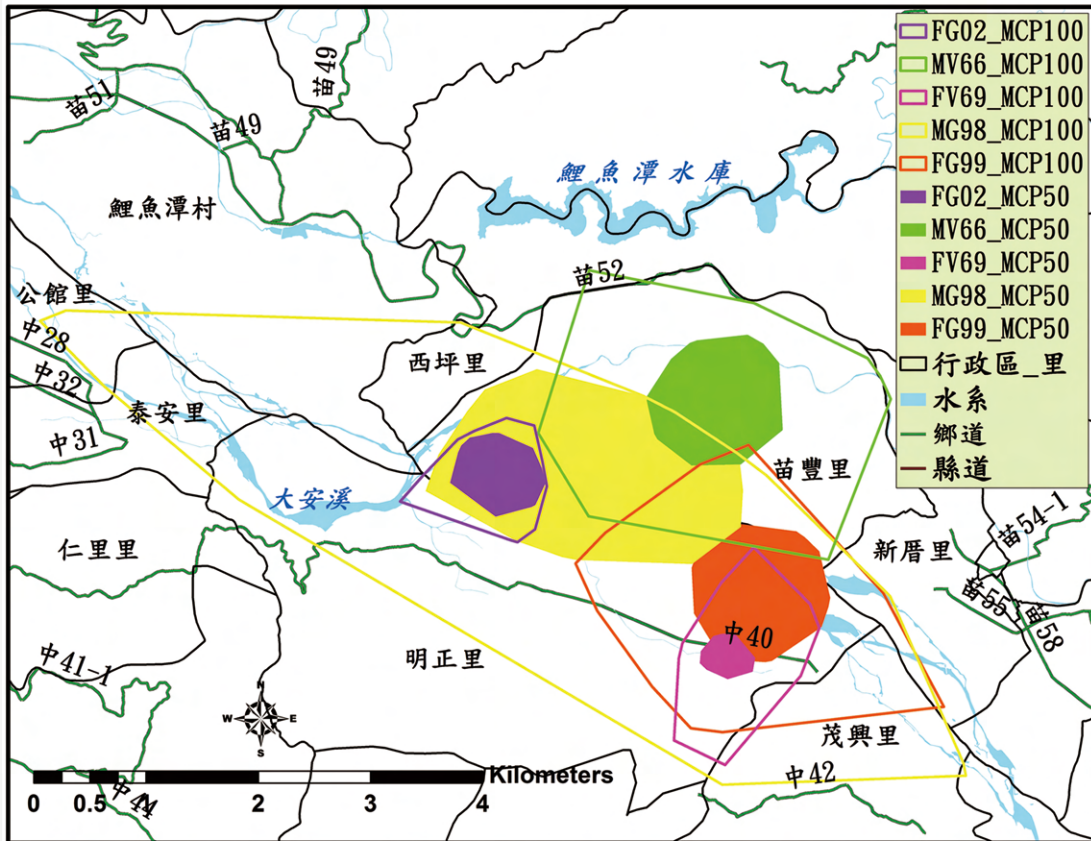 FG02_MCP100
MV66_MCP100
FV69_MCP100
MG98_MCP100
FG99_MCP100
FG02_MCP50
MV66_MCP50
FV69_MCP50
MG98_MCP50
FG99_MCP50
行政區_里
水系
鄉道
縣道
苗49
苗51
苗49
鯉魚潭水庫
鯉魚潭村
苗52
公館里
中28
西坪里
中32
泰安里
中31
苗豐里
大安溪
苗54-1
仁里里
新厝里
苗55
苗58
中40
中41-1
明正里
N
W E
S
茂興里
中42
Kilometers
0 0.5 1 2 3 4
中44